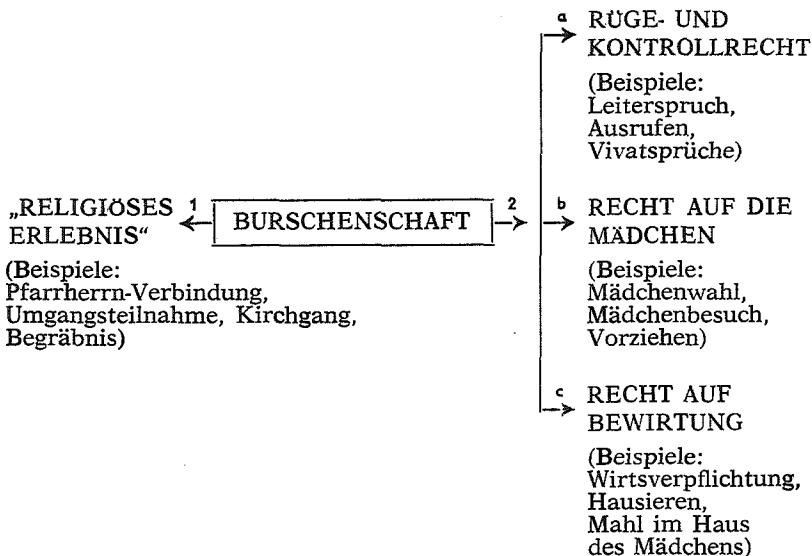 „RELIGIÖSES
ERLEBNIS“
(Beispiele:
Pfarrherrn-Verbindung,
Umgangsteilnahme, Kirchgang,
Begräbnis)
1
BURSCHENSCHAFT
2
a
RÜGE- UND
KONTROLLRECHT
(Beispiele:
Leiterspruch,
Ausrufen,
Vivatsprüche)
b
RECHT AUF DIE
MÄDCHEN
(Beispiele:
Mädchenwahl,
Mädchenbesuch,
Vorziehen)
c
RECHT AUF
BEWIRTUNG
(Beispiele:
Wirtsverpflichtung,
Hausieren,
Mahl im Haus
des Mädchens)